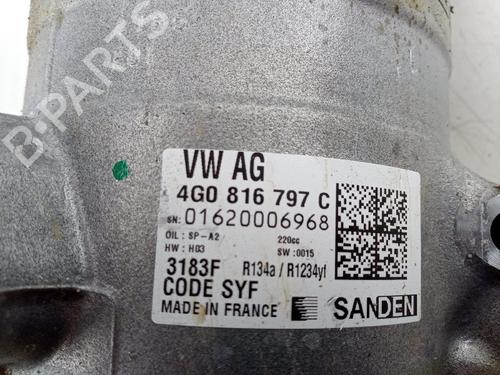 B-PARTS
VW AG
4G0 816 797 C
SN: 01620006968
OIL : SP-A2 220cc
HW : H03 SW :0015
3183F R134a / R1234yf
CODE SYF
MADE IN FRANCE SANDEN